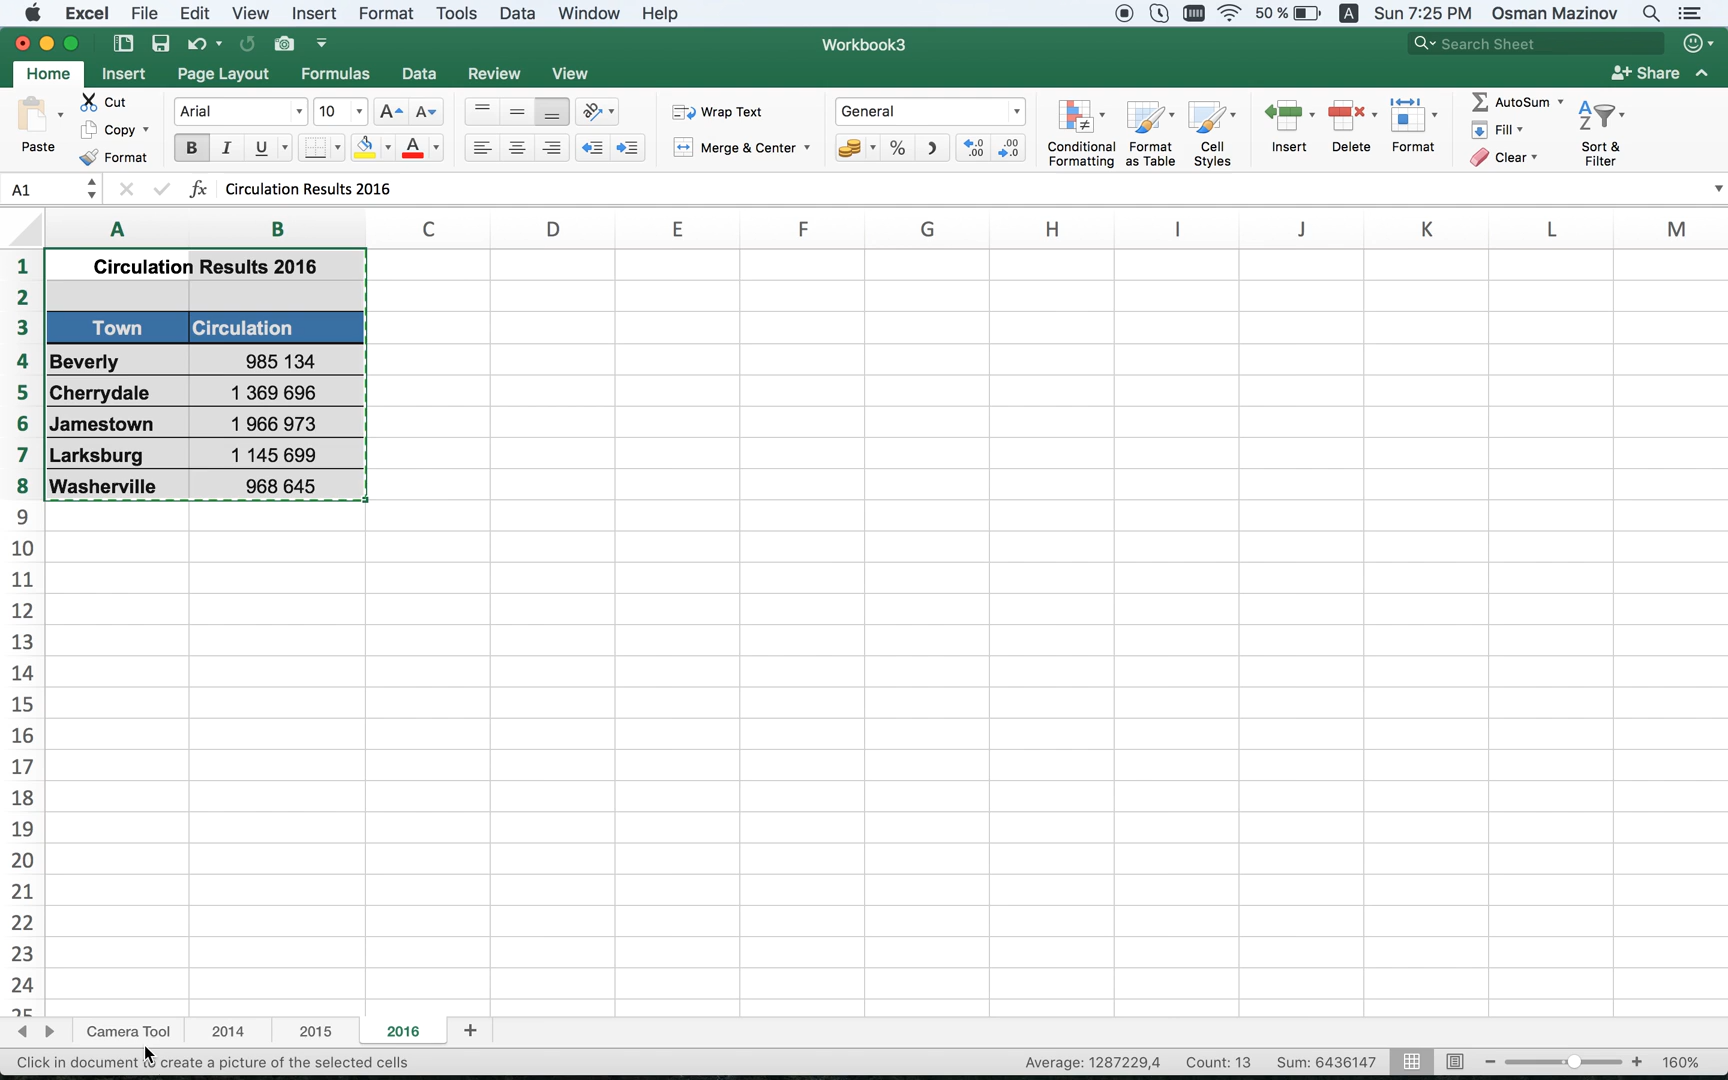 Excel File Edit View Insert Format Tools Data Window Help 50 % A Sun 7:25 PM Osman Mazinov
Workbook3 Search Sheet
Home Insert Page Layout Formulas Data Review View Share
Paste Cut Copy Format
Arial 10 A A
B I U A
Wrap Text
Merge & Center
General
% .0 .00 .00 .0
Conditional Formatting
Format as Table
Cell Styles
Insert Delete Format
AutoSum
Fill
Clear
Sort & Filter
A1 fx Circulation Results 2016
A B C D E F G H I J K L M
1 Circulation Results 2016
2
3 Town Circulation
4 Beverly 985 134
5 Cherrydale 1 369 696
6 Jamestown 1 966 973
7 Larksburg 1 145 699
8 Washerville 968 645
9
10
11
12
13
14
15
16
17
18
19
20
21
22
23
24
25
Camera Tool 2014 2015 2016 +
Click in document to create a picture of the selected cells Average: 1287229,4 Count: 13 Sum: 6436147 160%